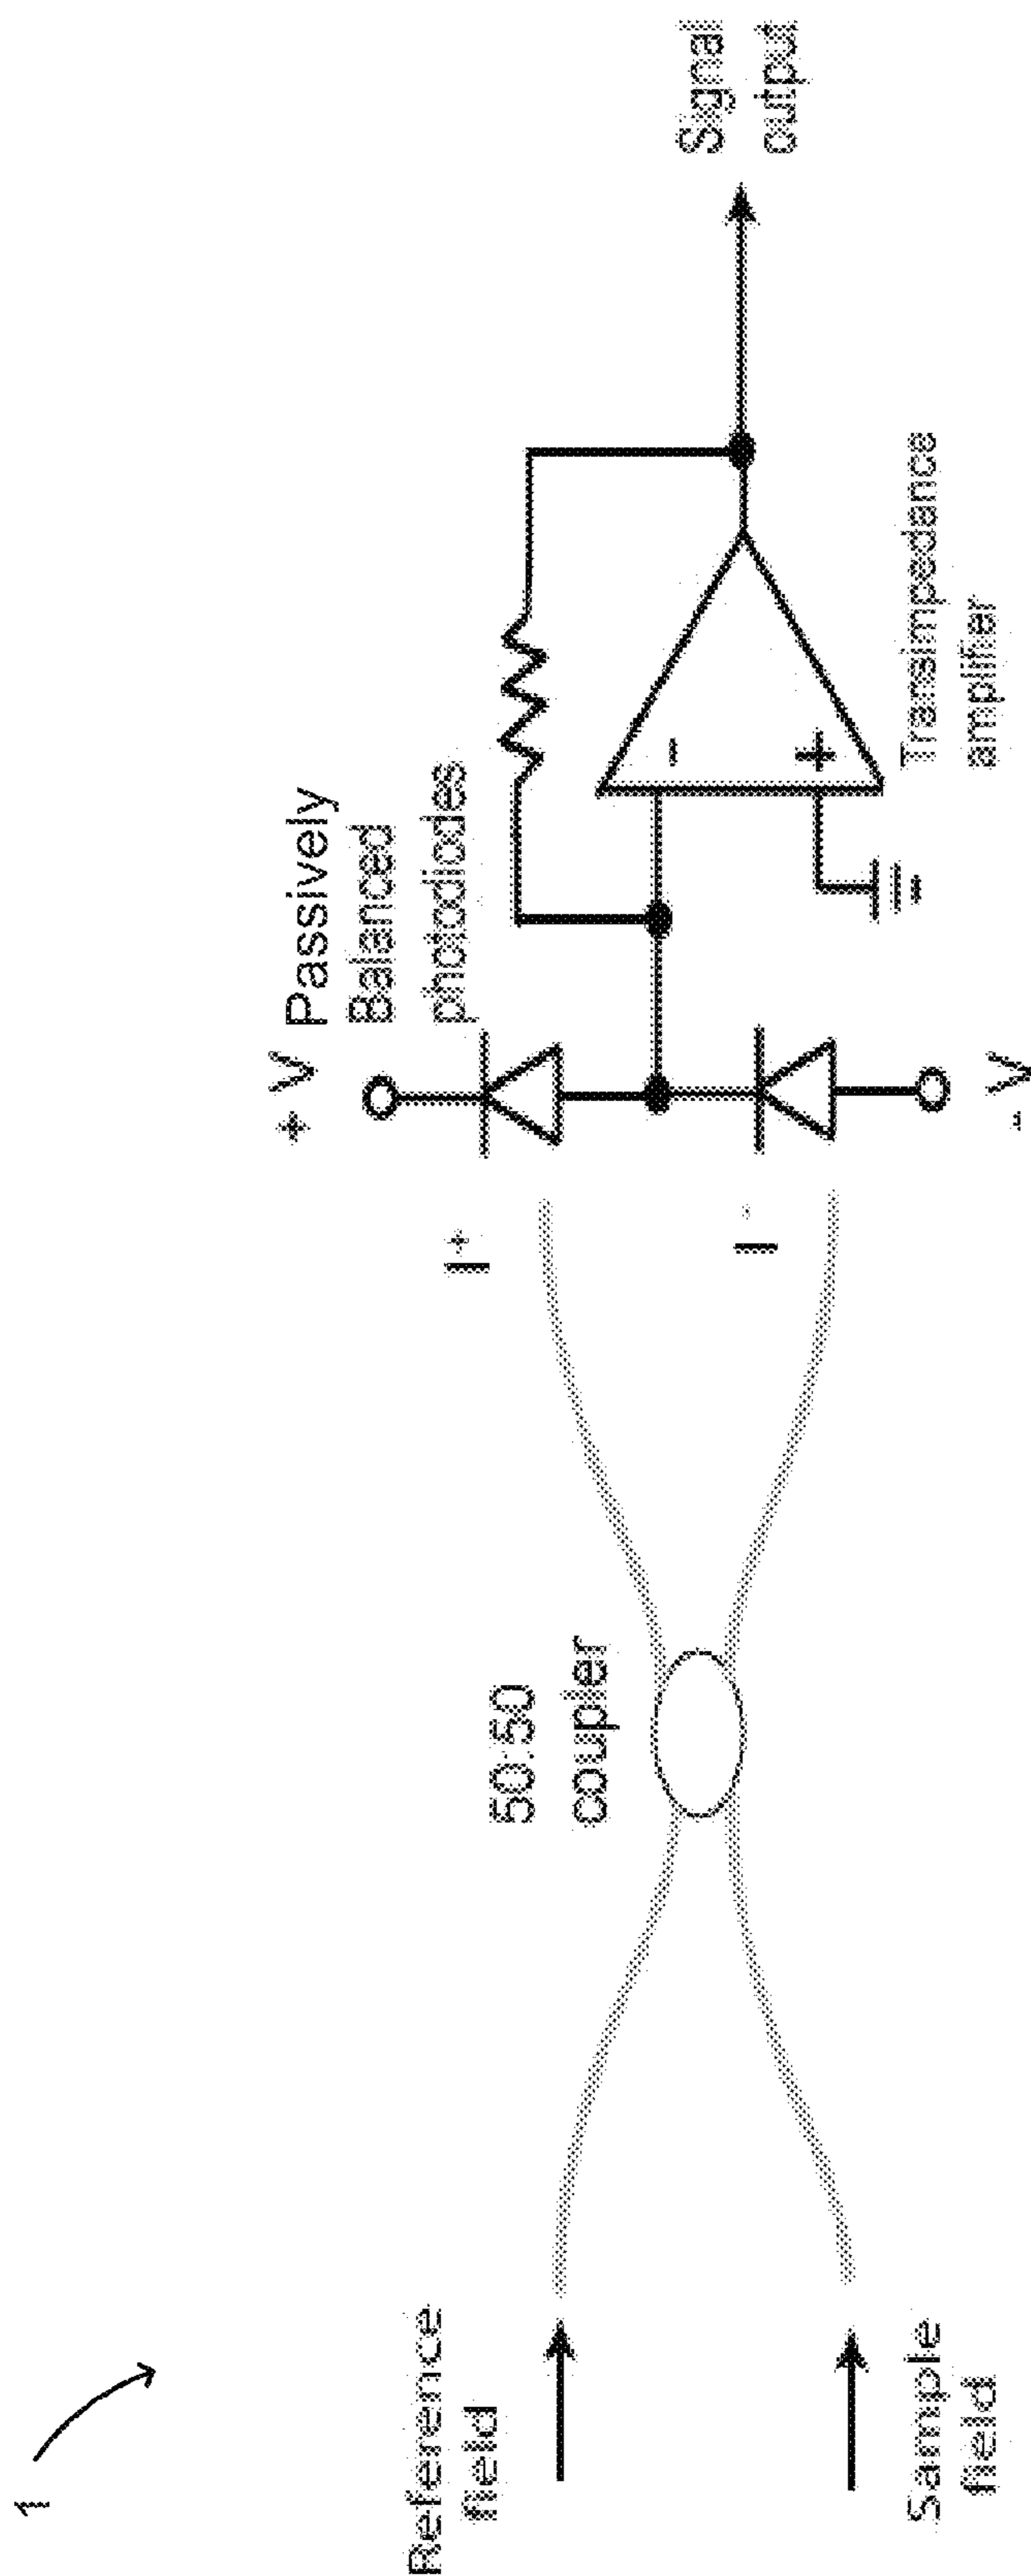 1
Reference
field
Sample
field
50:50
coupler
I+
I-
+ V
- V
Passively
Balanced
photodiodes
-
+
Transimpedance
amplifier
Signal
output